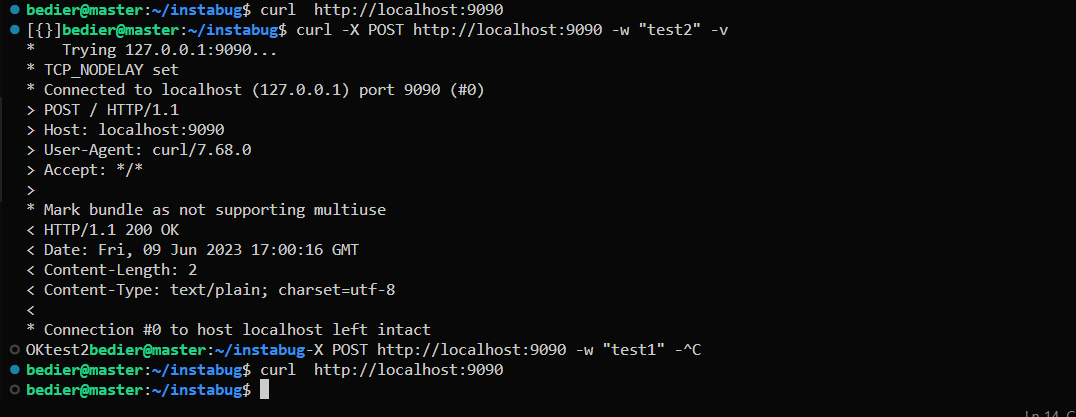 bedier@master:~/instabug$ curl  http://localhost:9090
[{}]bedier@master:~/instabug$ curl -X POST http://localhost:9090 -w "test2" -v
*   Trying 127.0.0.1:9090...
* TCP_NODELAY set
* Connected to localhost (127.0.0.1) port 9090 (#0)
> POST / HTTP/1.1
> Host: localhost:9090
> User-Agent: curl/7.68.0
> Accept: */*
>
* Mark bundle as not supporting multiuse
< HTTP/1.1 200 OK
< Date: Fri, 09 Jun 2023 17:00:16 GMT
< Content-Length: 2
< Content-Type: text/plain; charset=utf-8
<
* Connection #0 to host localhost left intact
OKtest2bedier@master:~/instabug-X POST http://localhost:9090 -w "test1" -^C
bedier@master:~/instabug$ curl  http://localhost:9090
bedier@master:~/instabug$